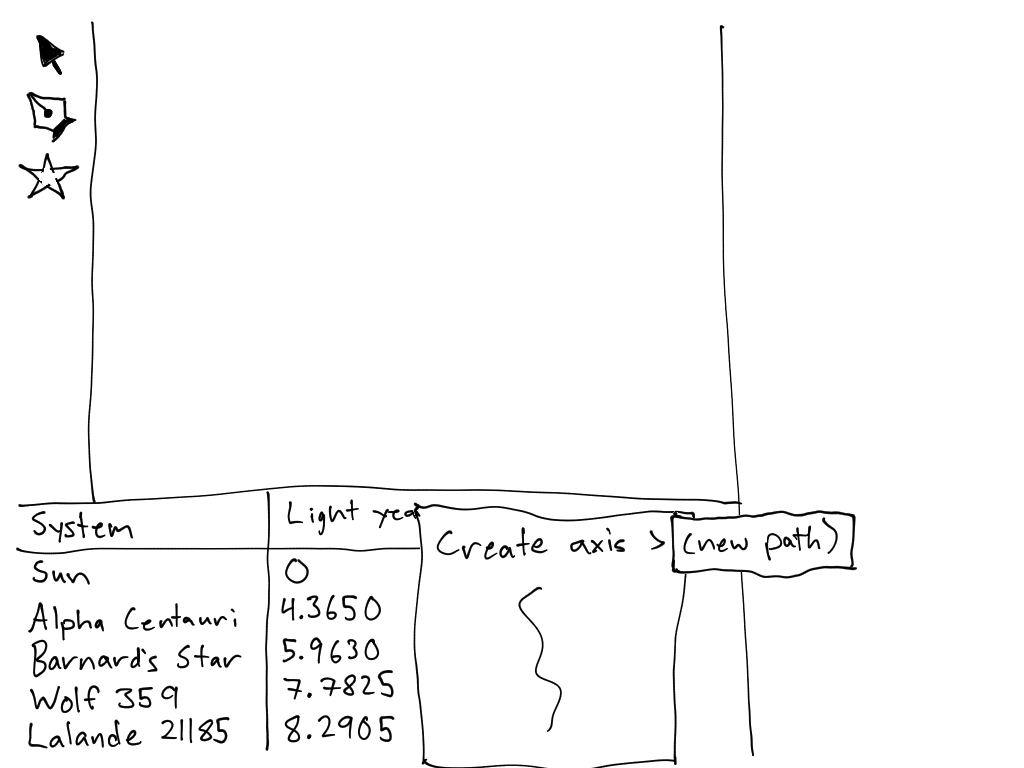 System Light yea
Create axis > (new path)
Sun 0
Alpha Centauri 4.3650
Barnard's Star 5.9630
Wolf 359 7.7825
Lalande 21185 8.2905